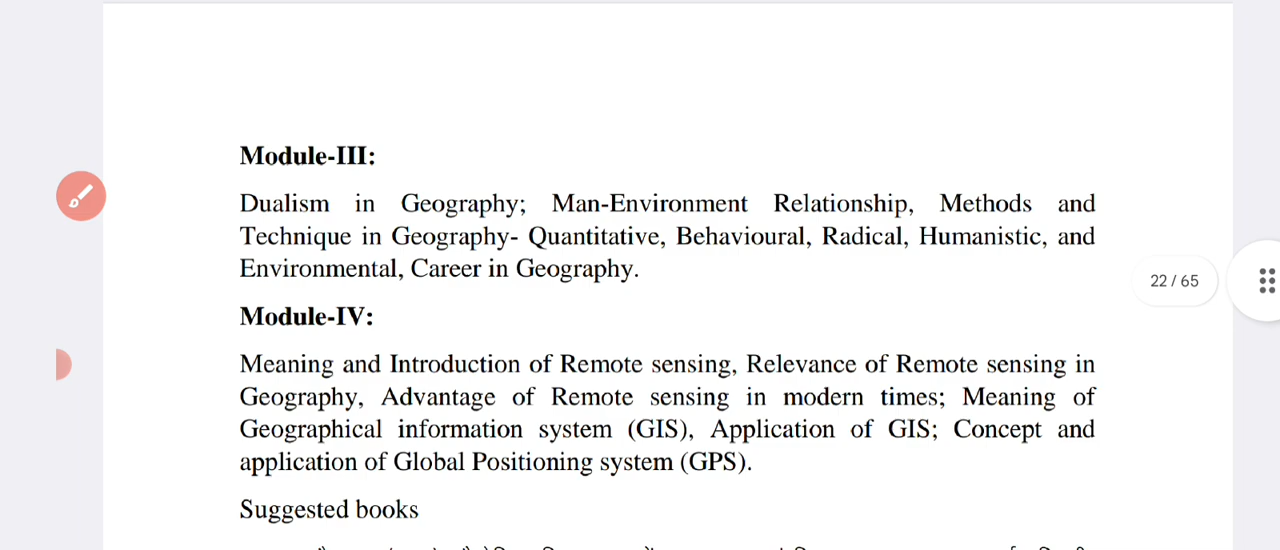 Module-III:
Dualism in Geography; Man-Environment Relationship, Methods and
Technique in Geography- Quantitative, Behavioural, Radical, Humanistic, and
Environmental, Career in Geography.
22 / 65
Module-IV:
Meaning and Introduction of Remote sensing, Relevance of Remote sensing in
Geography, Advantage of Remote sensing in modern times; Meaning of
Geographical information system (GIS), Application of GIS; Concept and
application of Global Positioning system (GPS).
Suggested books